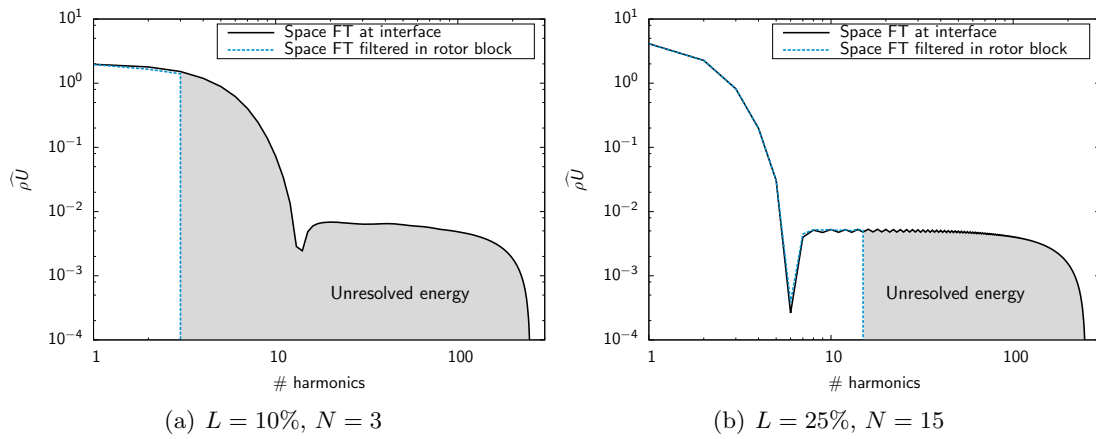 Space FT at interface
Space FT filtered in rotor block
10^1
10^0
10^-1
10^-2
10^-3
10^-4
\widehat{ρU}
Unresolved energy
1 10 100
# harmonics
(a) L = 10%, N = 3
Space FT at interface
Space FT filtered in rotor block
10^1
10^0
10^-1
10^-2
10^-3
10^-4
\widehat{ρU}
Unresolved energy
1 10 100
# harmonics
(b) L = 25%, N = 15